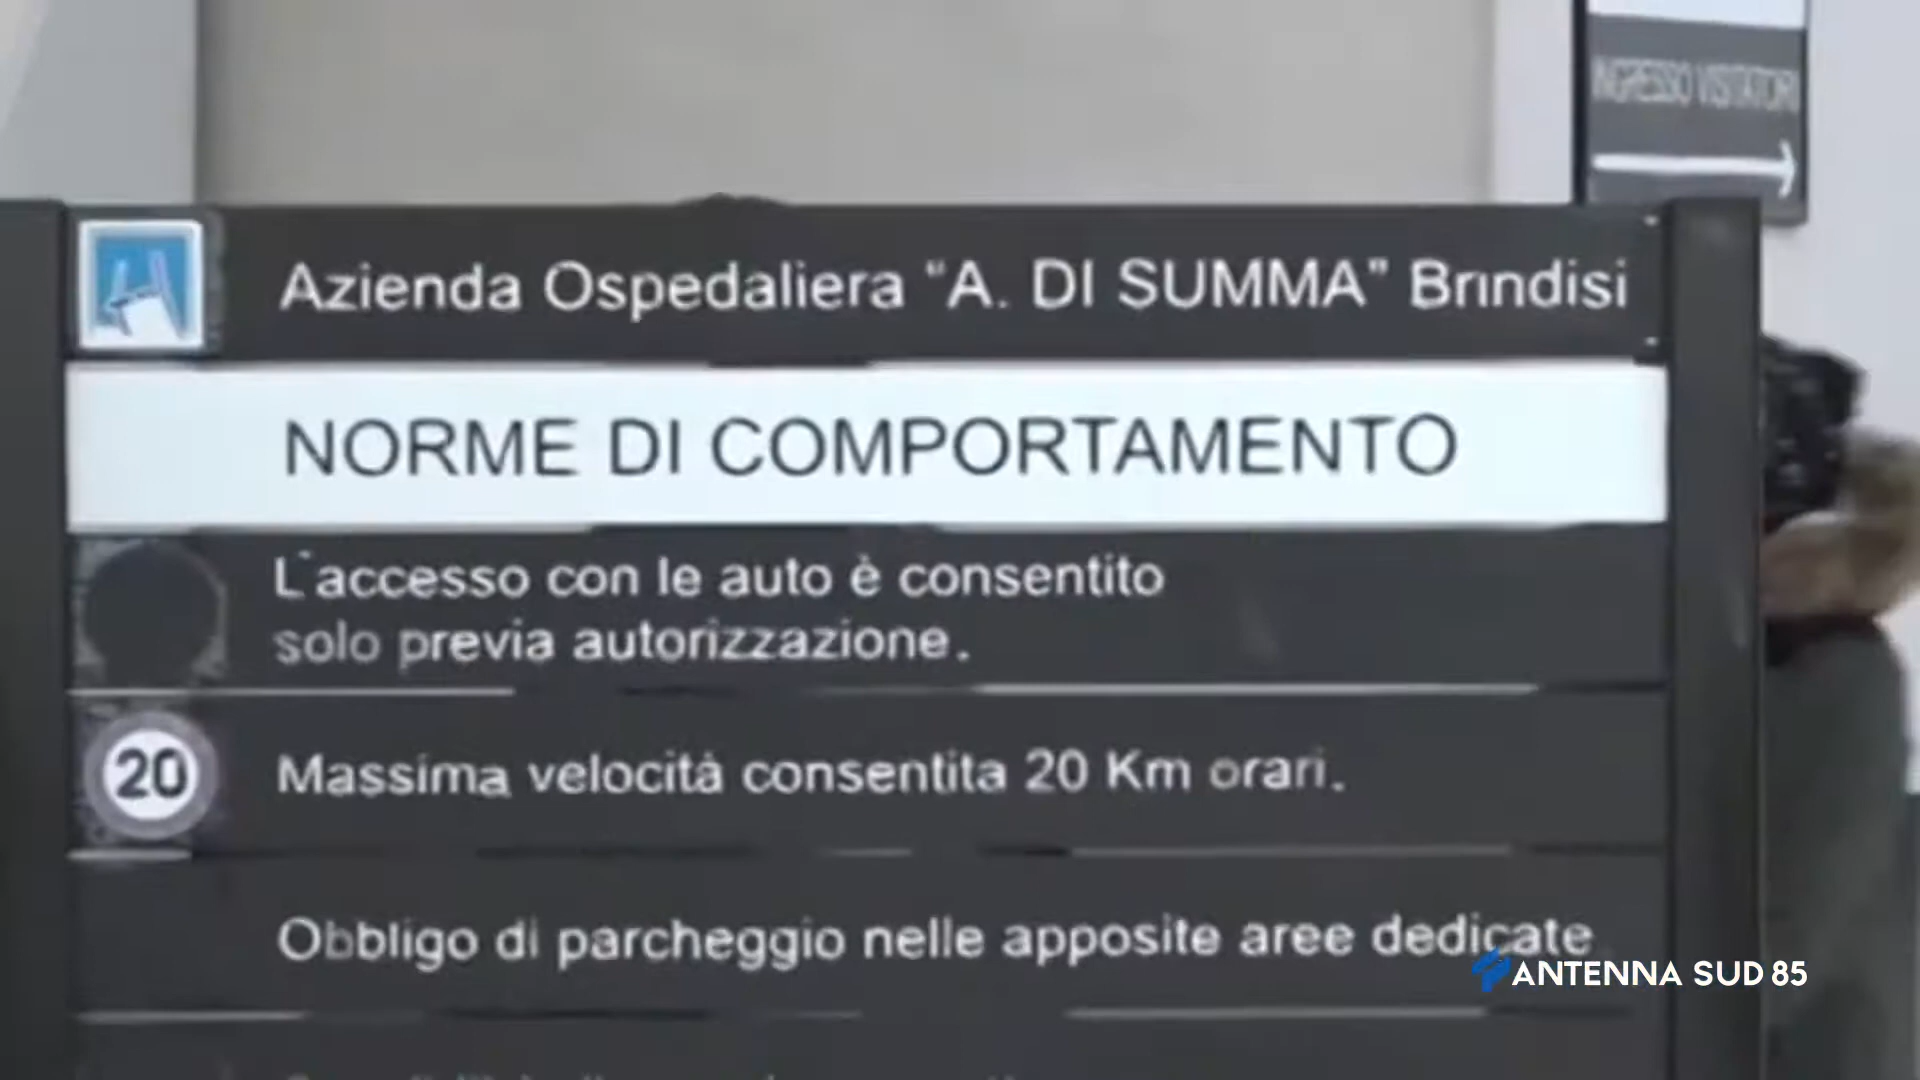 INGRESSO VISITATORI
Azienda Ospedaliera “A. DI SUMMA” Brindisi
NORME DI COMPORTAMENTO
L'accesso con le auto è consentito
solo previa autorizzazione.
20
Massima velocità consentita 20 Km orari.
Obbligo di parcheggio nelle apposite aree dedicate
ANTENNA SUD 85